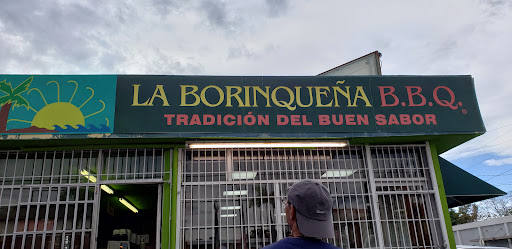 LA BORINQUEÑA B.B.Q.
TRADICIÓN DEL BUEN SABOR